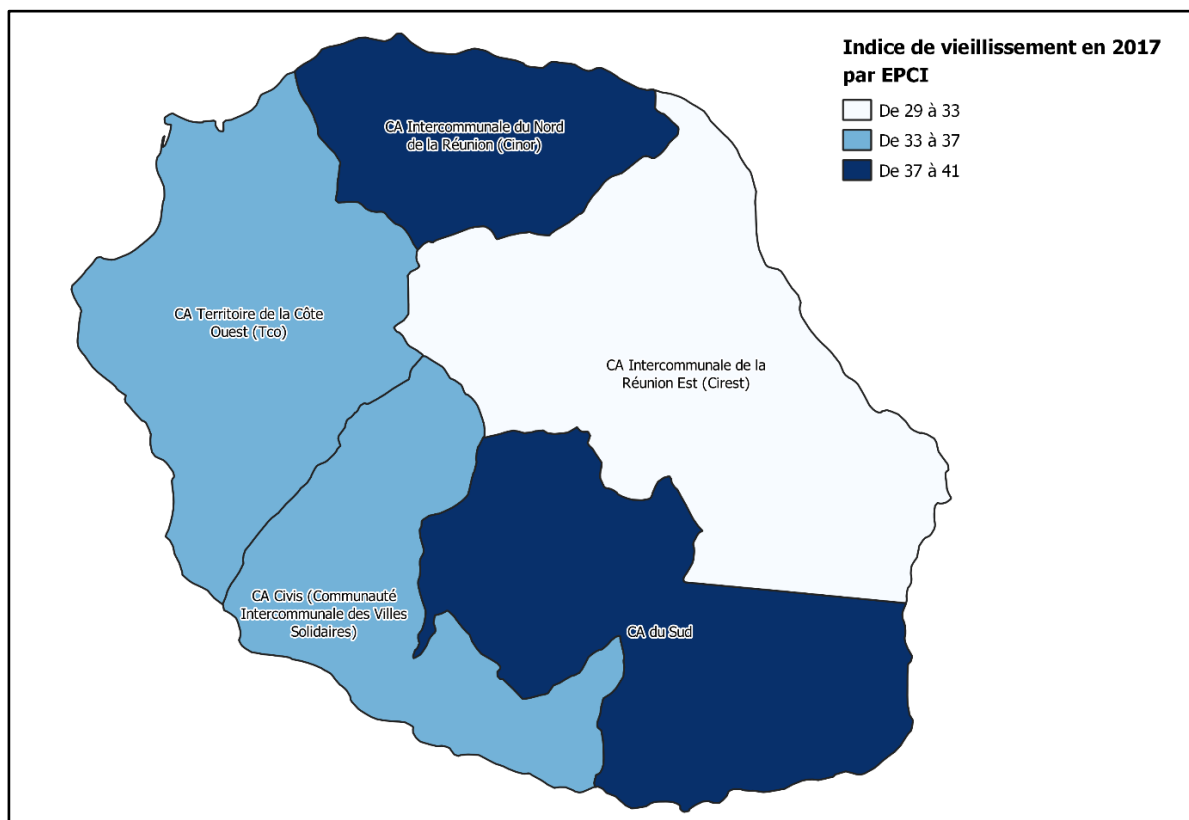 Indice de vieillissement en 2017
par EPCI
De 29 à 33
De 33 à 37
De 37 à 41
CA Intercommunale du Nord
de la Réunion (Cinor)
CA Territoire de la Côte
Ouest (Tco)
CA Intercommunale de la
Réunion Est (Cirest)
CA Civis (Communauté
Intercommunale des Villes
Solidaires)
CA du Sud